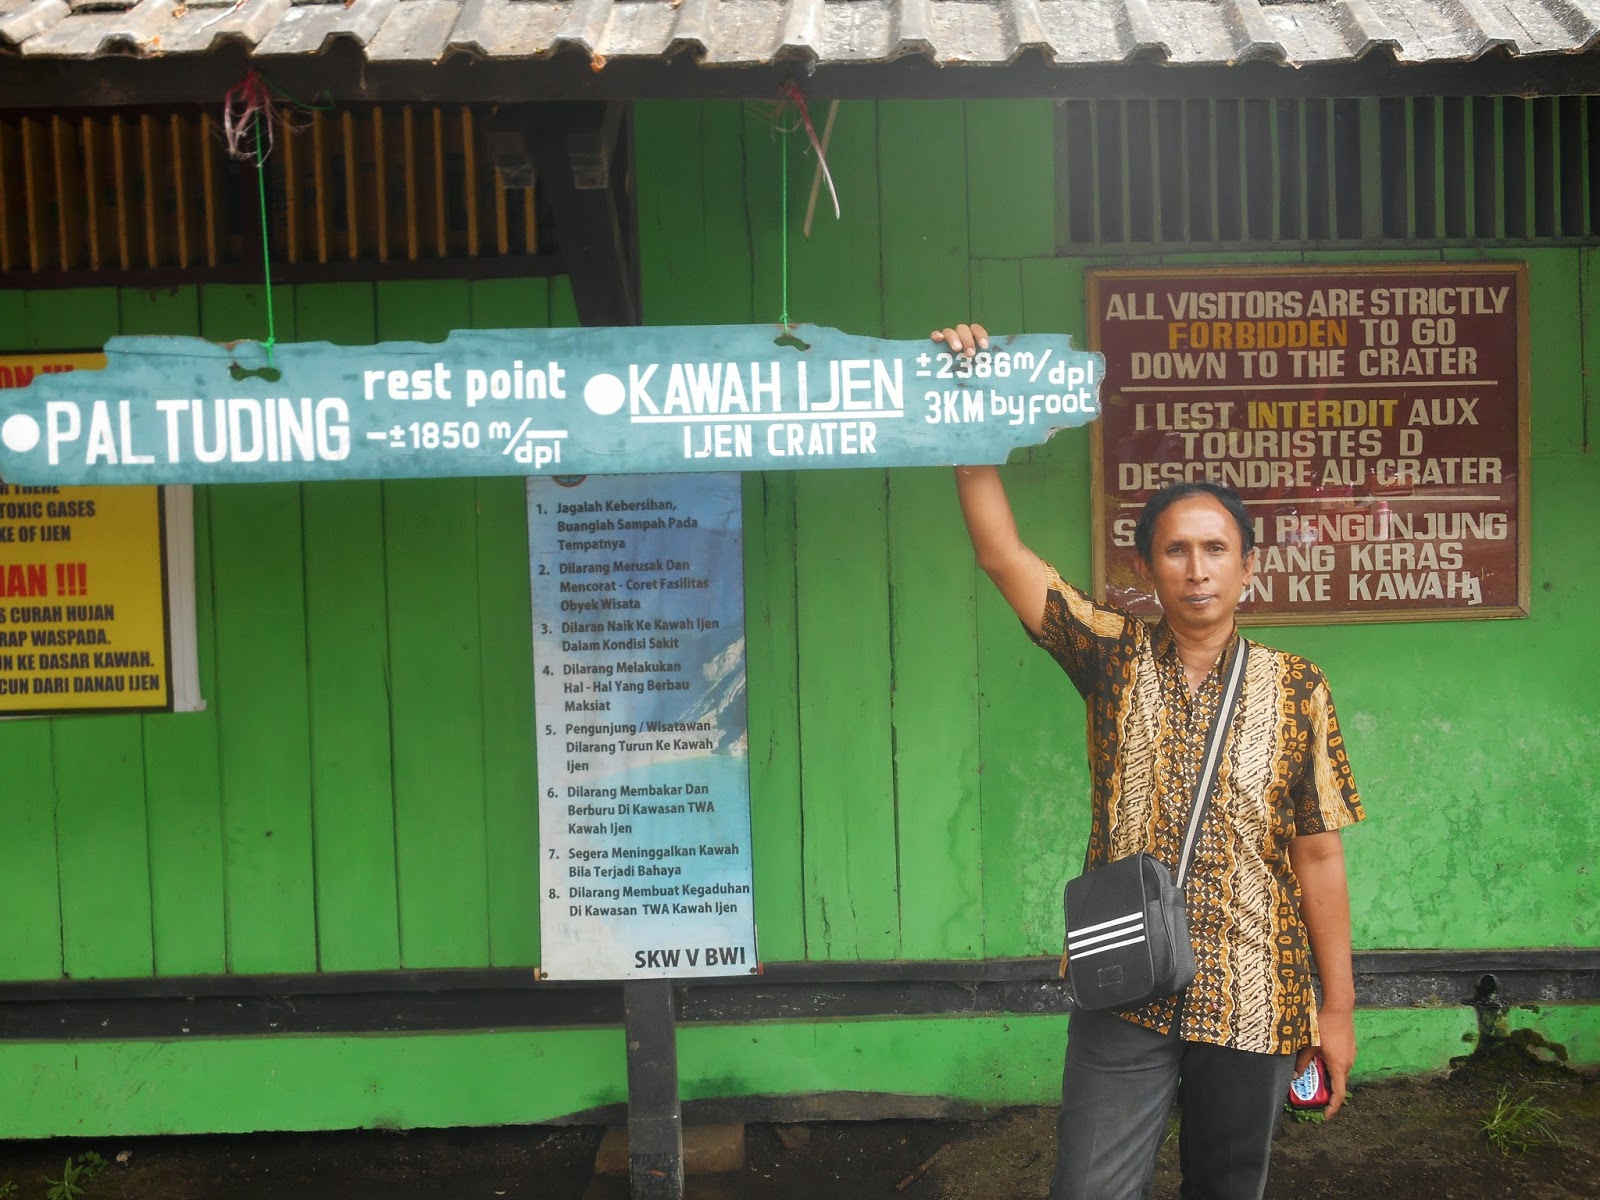 PALTUDING
rest point
-±1850 m/dpl
KAWAH IJEN
IJEN CRATER
±2386m/dpl
3KM by foot
TOXIC GASES
KE OF IJEN
!!!
CURAH HUJAN
WASPADA.
KE DASAR KAWAH.
DARI DANAU IJEN
1. Jagalah Kebersihan,
Buanglah Sampah Pada
Tempatnya
2. Dilarang Merusak Dan
Mencorat - Coret Fasilitas
Obyek Wisata
3. Dilaran Naik Ke Kawah Ijen
Dalam Kondisi Sakit
4. Dilarang Melakukan
Hal - Hal Yang Berbau
Maksiat
5. Pengunjung / Wisatawan
Dilarang Turun Ke Kawah
Ijen
6. Dilarang Membakar Dan
Berburu Di Kawasan TWA
Kawah Ijen
7. Segera Meninggalkan Kawah
Bila Terjadi Bahaya
8. Dilarang Membuat Kegaduhan
Di Kawasan TWA Kawah Ijen
SKW V BWI
ALL VISITORS ARE STRICTLY
FORBIDDEN TO GO
DOWN TO THE CRATER
I LEST INTERDIT AUX
TOURISTES D
DESCENDRE AU CRATER
PENGUNJUNG
KERAS
KE KAWAH